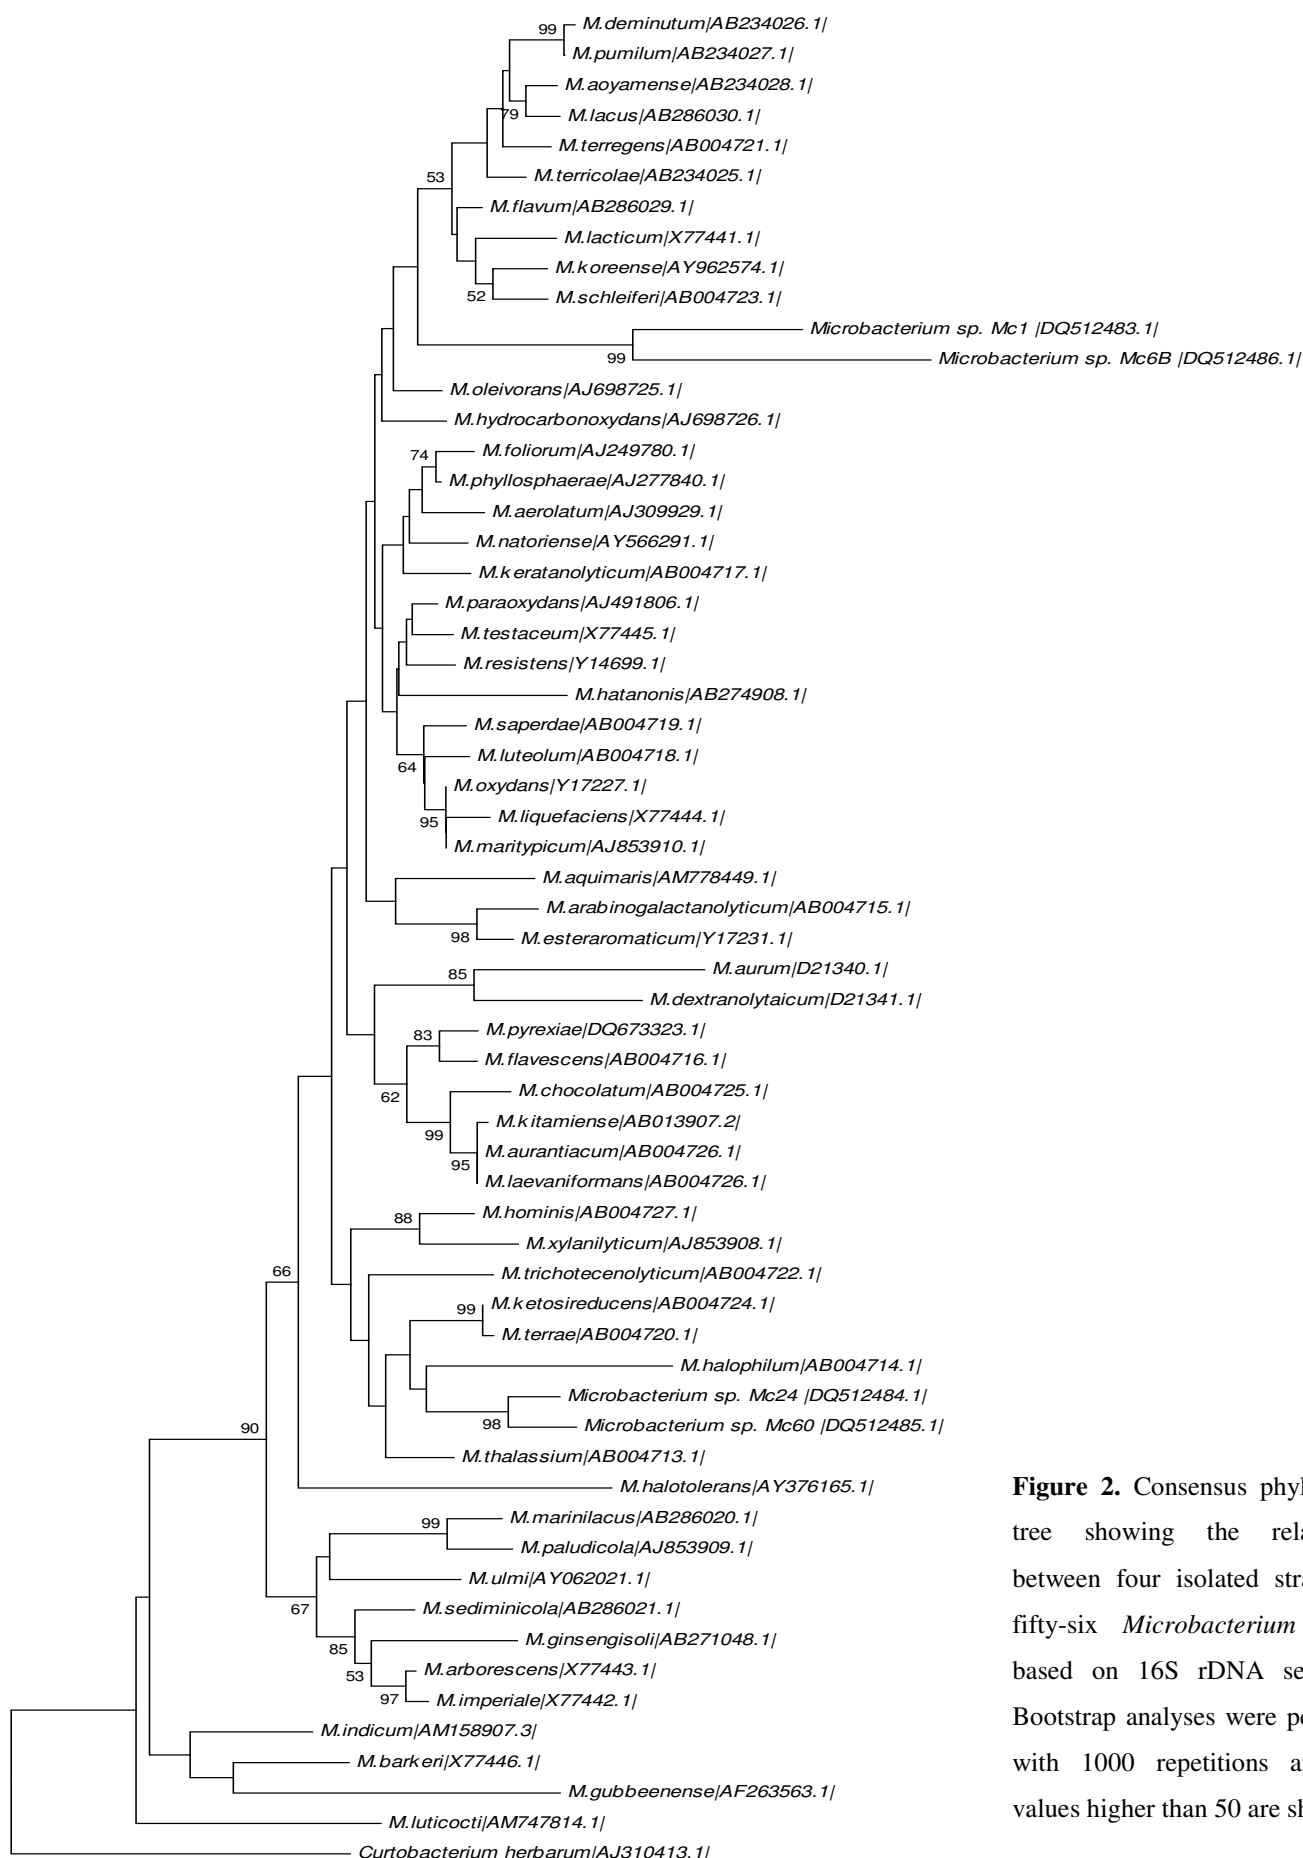 99
M.deminutum|AB234026.1|
M.pumilum|AB234027.1|
M.aoyamense|AB234028.1|
79
M.lacus|AB286030.1|
M.terregens|AB004721.1|
53
M.terricolae|AB234025.1|
M.flavum|AB286029.1|
M.lacticum|X77441.1|
M.koreense|AY962574.1|
52
M.schleiferi|AB004723.1|
Microbacterium sp. Mc1 |DQ512483.1|
99
Microbacterium sp. Mc6B |DQ512486.1|
M.oleivorans|AJ698725.1|
M.hydrocarbonoxydans|AJ698726.1|
74
M.foliorum|AJ249780.1|
M.phyllosphaerae|AJ277840.1|
M.aerolatum|AJ309929.1|
M.natoriense|AY566291.1|
M.keratanolyticum|AB004717.1|
M.paraoxydans|AJ491806.1|
M.testaceum|X77445.1|
M.resistens|Y14699.1|
M.hatanonis|AB274908.1|
M.saperdae|AB004719.1|
M.luteolum|AB004718.1|
64
M.oxydans|Y17227.1|
M.liquefaciens|X77444.1|
95
M.maritypicum|AJ853910.1|
M.aquimaris|AM778449.1|
M.arabinogalactanolyticum|AB004715.1|
98
M.esteraromaticum|Y17231.1|
85
M.aurum|D21340.1|
M.dextranolytaicum|D21341.1|
83
M.pyrexiae|DQ673323.1|
M.flavescens|AB004716.1|
62
M.chocolatum|AB004725.1|
M.kitamiense|AB013907.2|
99
M.aurantiacum|AB004726.1|
95
M.laevaniformans|AB004726.1|
88
M.hominis|AB004727.1|
M.xylanilyticum|AJ853908.1|
66
M.trichotecenolyticum|AB004722.1|
99
M.ketosireducens|AB004724.1|
M.terrae|AB004720.1|
M.halophilum|AB004714.1|
Microbacterium sp. Mc24 |DQ512484.1|
98
Microbacterium sp. Mc60 |DQ512485.1|
90
M.thalassium|AB004713.1|
M.halotolerans|AY376165.1|
99
M.marinilacus|AB286020.1|
M.paludicola|AJ853909.1|
M.ulmi|AY062021.1|
67
M.sediminicola|AB286021.1|
85
M.ginsengisoli|AB271048.1|
53
M.arborescens|X77443.1|
97
M.imperiale|X77442.1|
M.indicum|AM158907.3|
M.barkeri|X77446.1|
M.gubbeenense|AF263563.1|
M.luticocti|AM747814.1|
Curtobacterium herbarum|AJ310413.1|
Figure 2. Consensus phyl
tree showing the rela
between four isolated stra
fifty-six Microbacterium
based on 16S rDNA se
Bootstrap analyses were pe
with 1000 repetitions a
values higher than 50 are sh